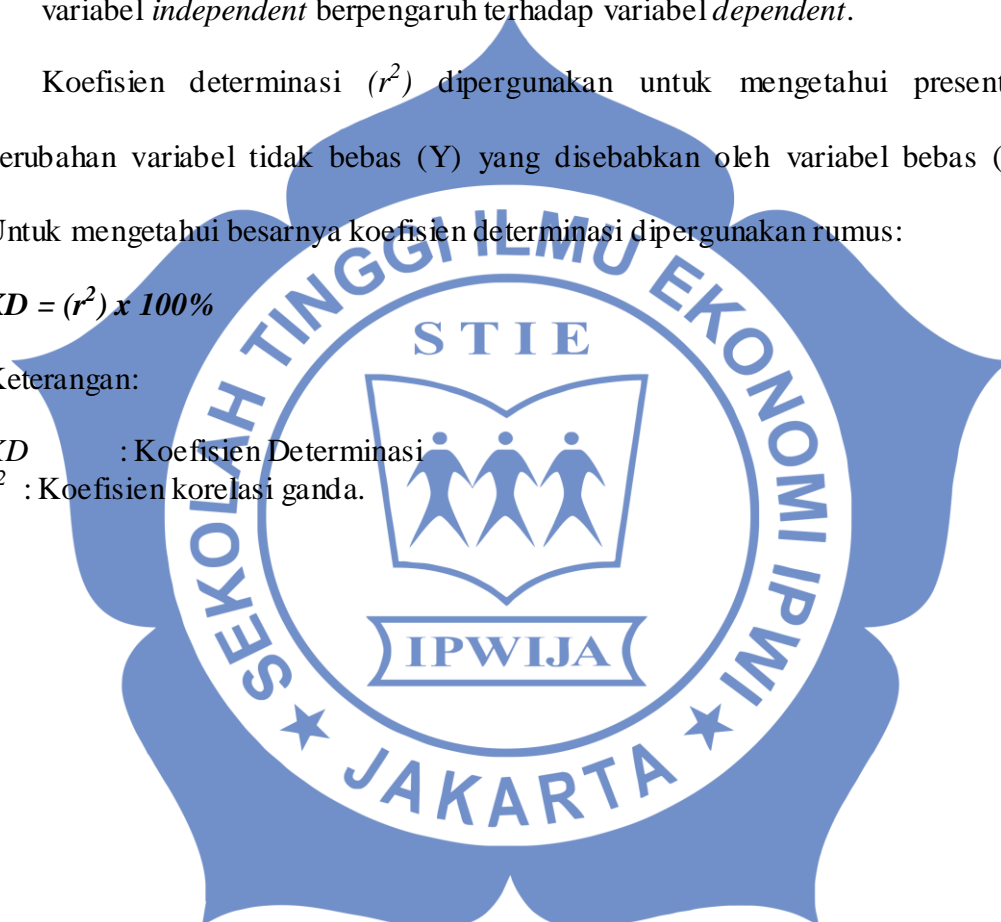 variabel independent berpengaruh terhadap variabel dependent.
Koefisien determinasi (r²) dipergunakan untuk mengetahui present
erubahan variabel tidak bebas (Y) yang disebabkan oleh variabel bebas (
Untuk mengetahui besarnya koefisien determinasi dipergunakan rumus:
KD = (r²) x 100%
Keterangan:
KD : Koefisien Determinasi
² : Koefisien korelasi ganda.
SEKOLAH TINGGI ILMU EKONOMI IPWI
STIE
IPWIJA
JAKARTA